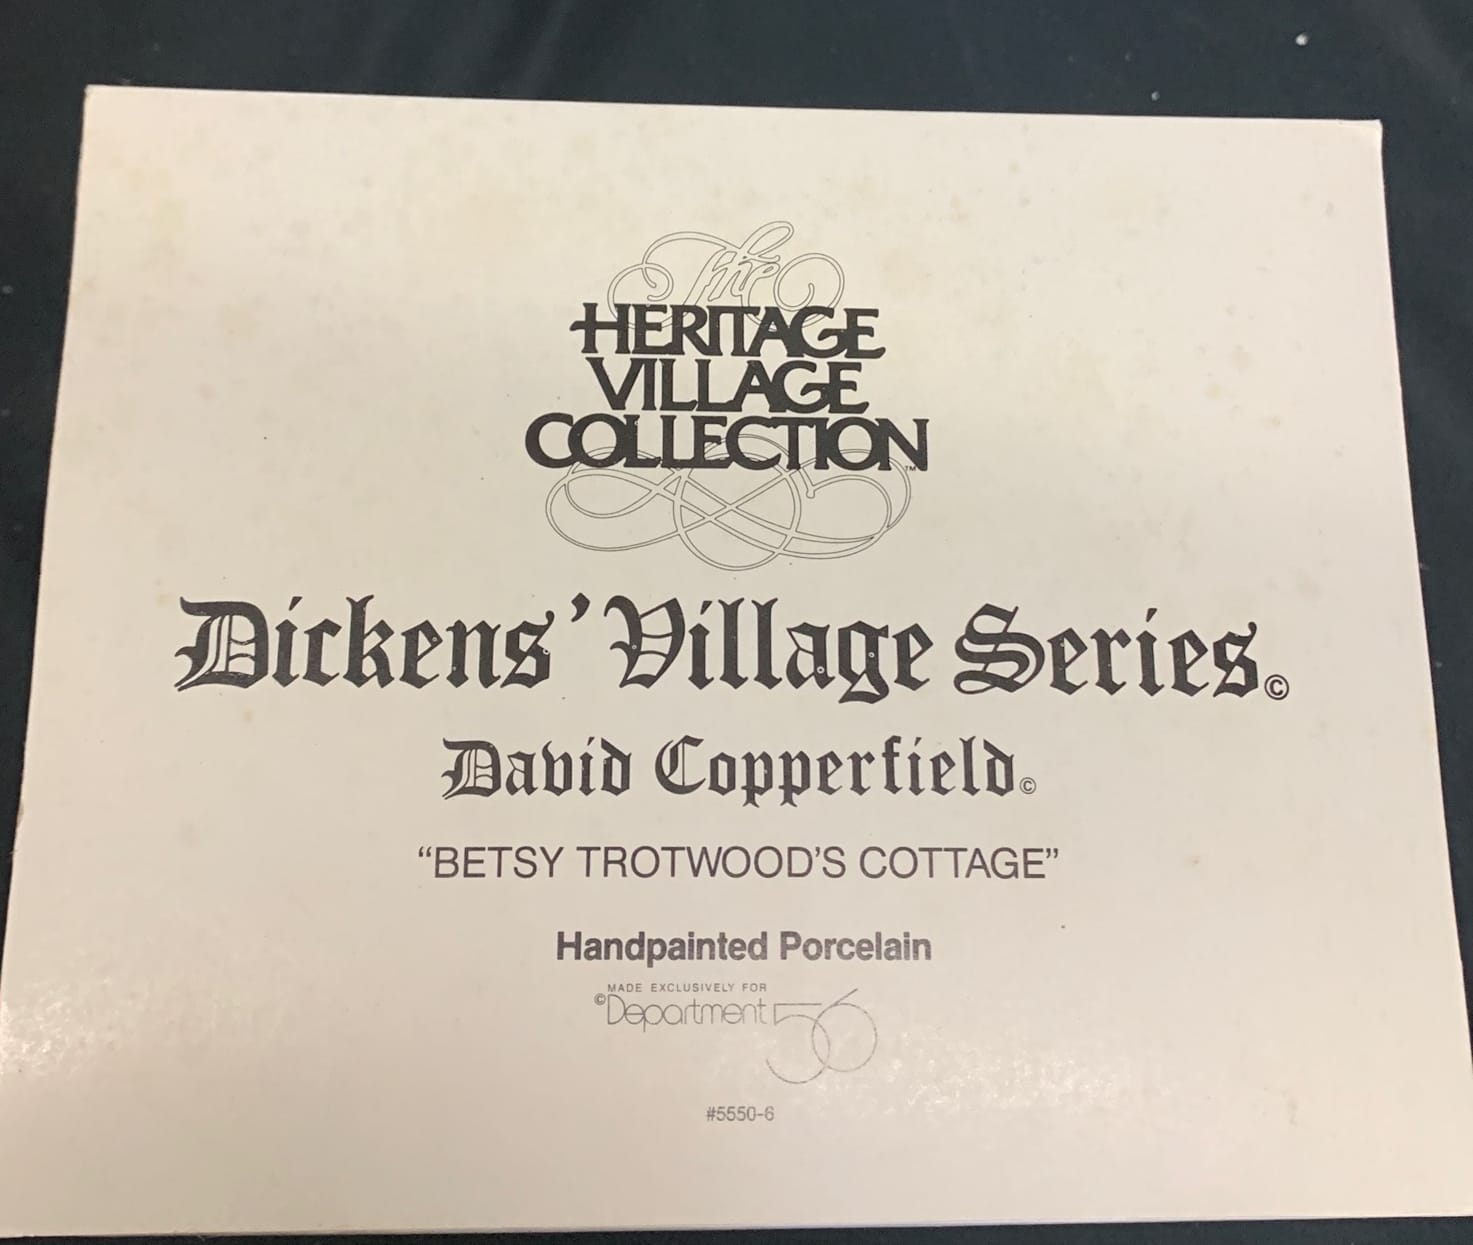 The
HERITAGE
VILLAGE
COLLECTION™
Dickens' Village Series©
David Copperfield©
“BETSY TROTWOOD’S COTTAGE”
Handpainted Porcelain
MADE EXCLUSIVELY FOR
©Department 56
#5550-6